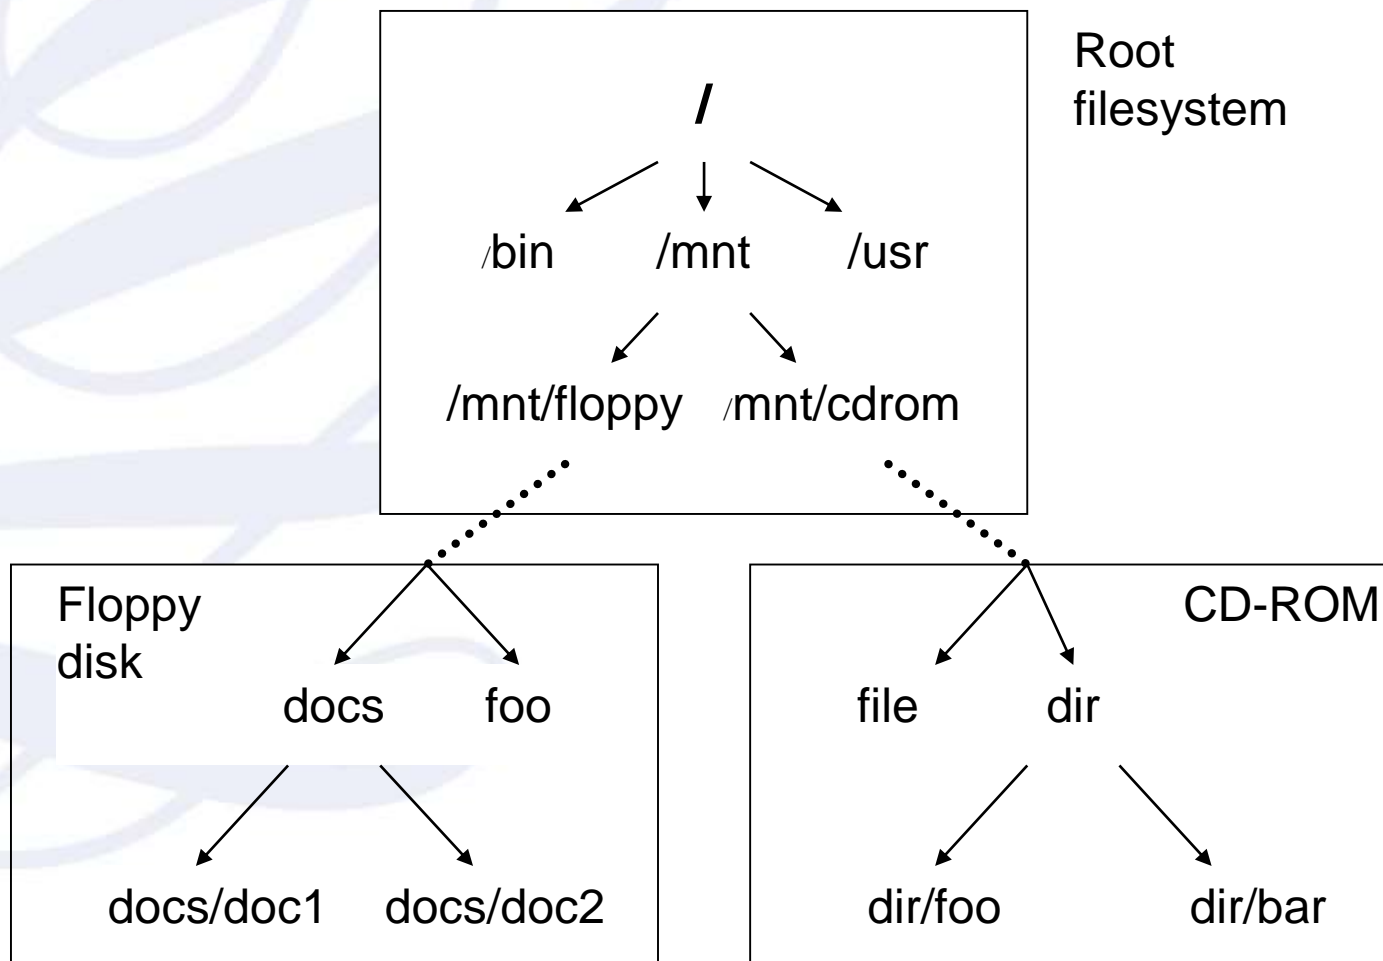 Root
filesystem
/
/bin /mnt /usr
/mnt/floppy /mnt/cdrom
Floppy
disk
docs foo
docs/doc1 docs/doc2
CD-ROM
file dir
dir/foo dir/bar